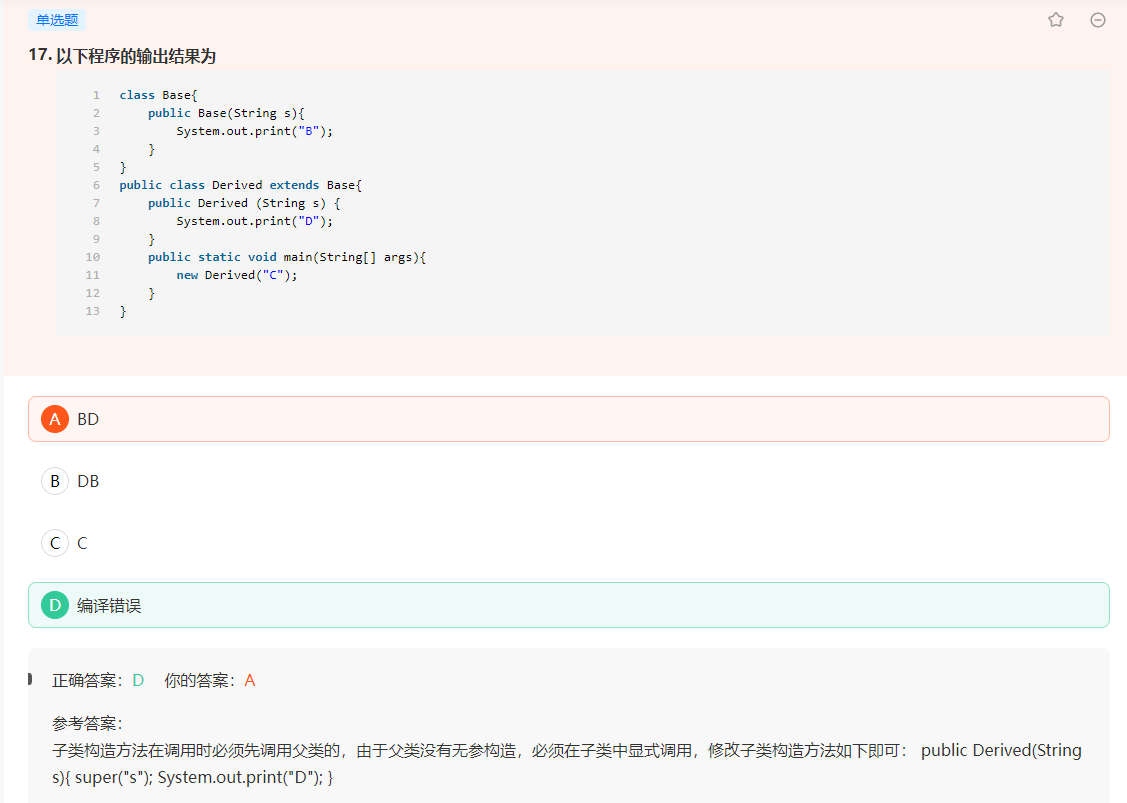 单选题
17. 以下程序的输出结果为
1 class Base{
2     public Base(String s){
3         System.out.print("B");
4     }
5 }
6 public class Derived extends Base{
7     public Derived (String s) {
8         System.out.print("D");
9     }
10     public static void main(String[] args){
11         new Derived("C");
12     }
13 }
A BD
B DB
C C
D 编译错误
正确答案：D 你的答案：A
参考答案：
子类构造方法在调用时必须先调用父类的，由于父类没有无参构造，必须在子类中显式调用，修改子类构造方法如下即可： public Derived(String
s){ super("s"); System.out.print("D"); }